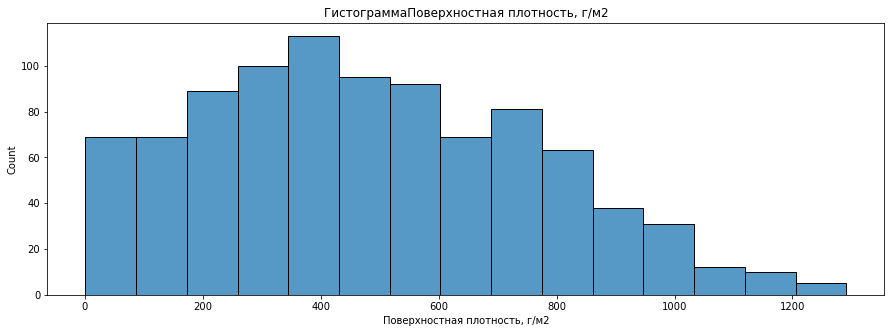 ГистограммаПоверхностная плотность, г/м2
Count
100
80
60
40
20
0
0 200 400 600 800 1000 1200
Поверхностная плотность, г/м2